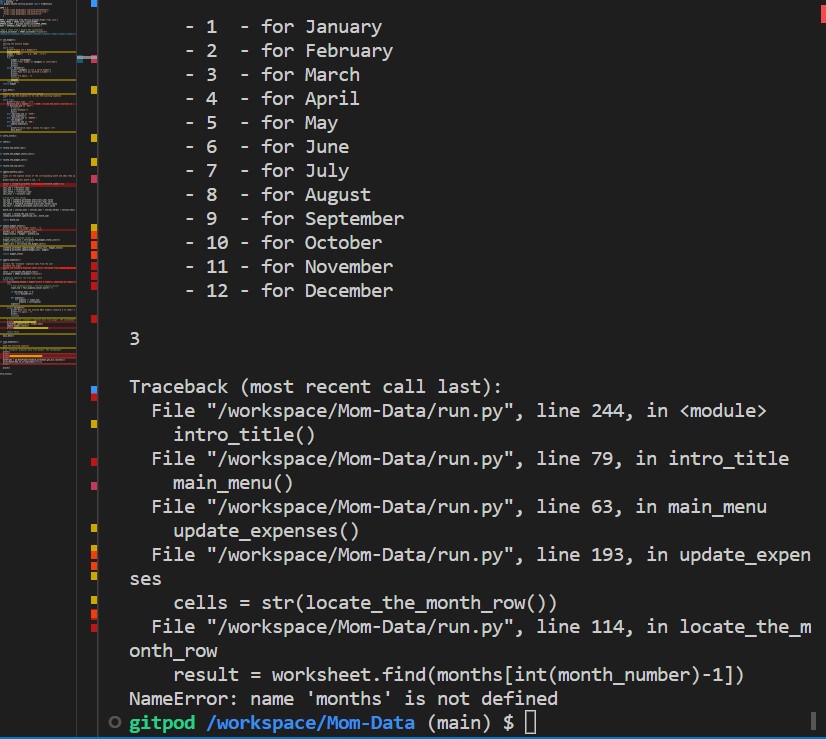 - 1  - for January
- 2  - for February
- 3  - for March
- 4  - for April
- 5  - for May
- 6  - for June
- 7  - for July
- 8  - for August
- 9  - for September
- 10 - for October
- 11 - for November
- 12 - for December
3
Traceback (most recent call last):
  File "/workspace/Mom-Data/run.py", line 244, in <module>
    intro_title()
  File "/workspace/Mom-Data/run.py", line 79, in intro_title
    main_menu()
  File "/workspace/Mom-Data/run.py", line 63, in main_menu
    update_expenses()
  File "/workspace/Mom-Data/run.py", line 193, in update_expen
ses
    cells = str(locate_the_month_row())
  File "/workspace/Mom-Data/run.py", line 114, in locate_the_m
onth_row
    result = worksheet.find(months[int(month_number)-1])
NameError: name 'months' is not defined
gitpod /workspace/Mom-Data (main) $